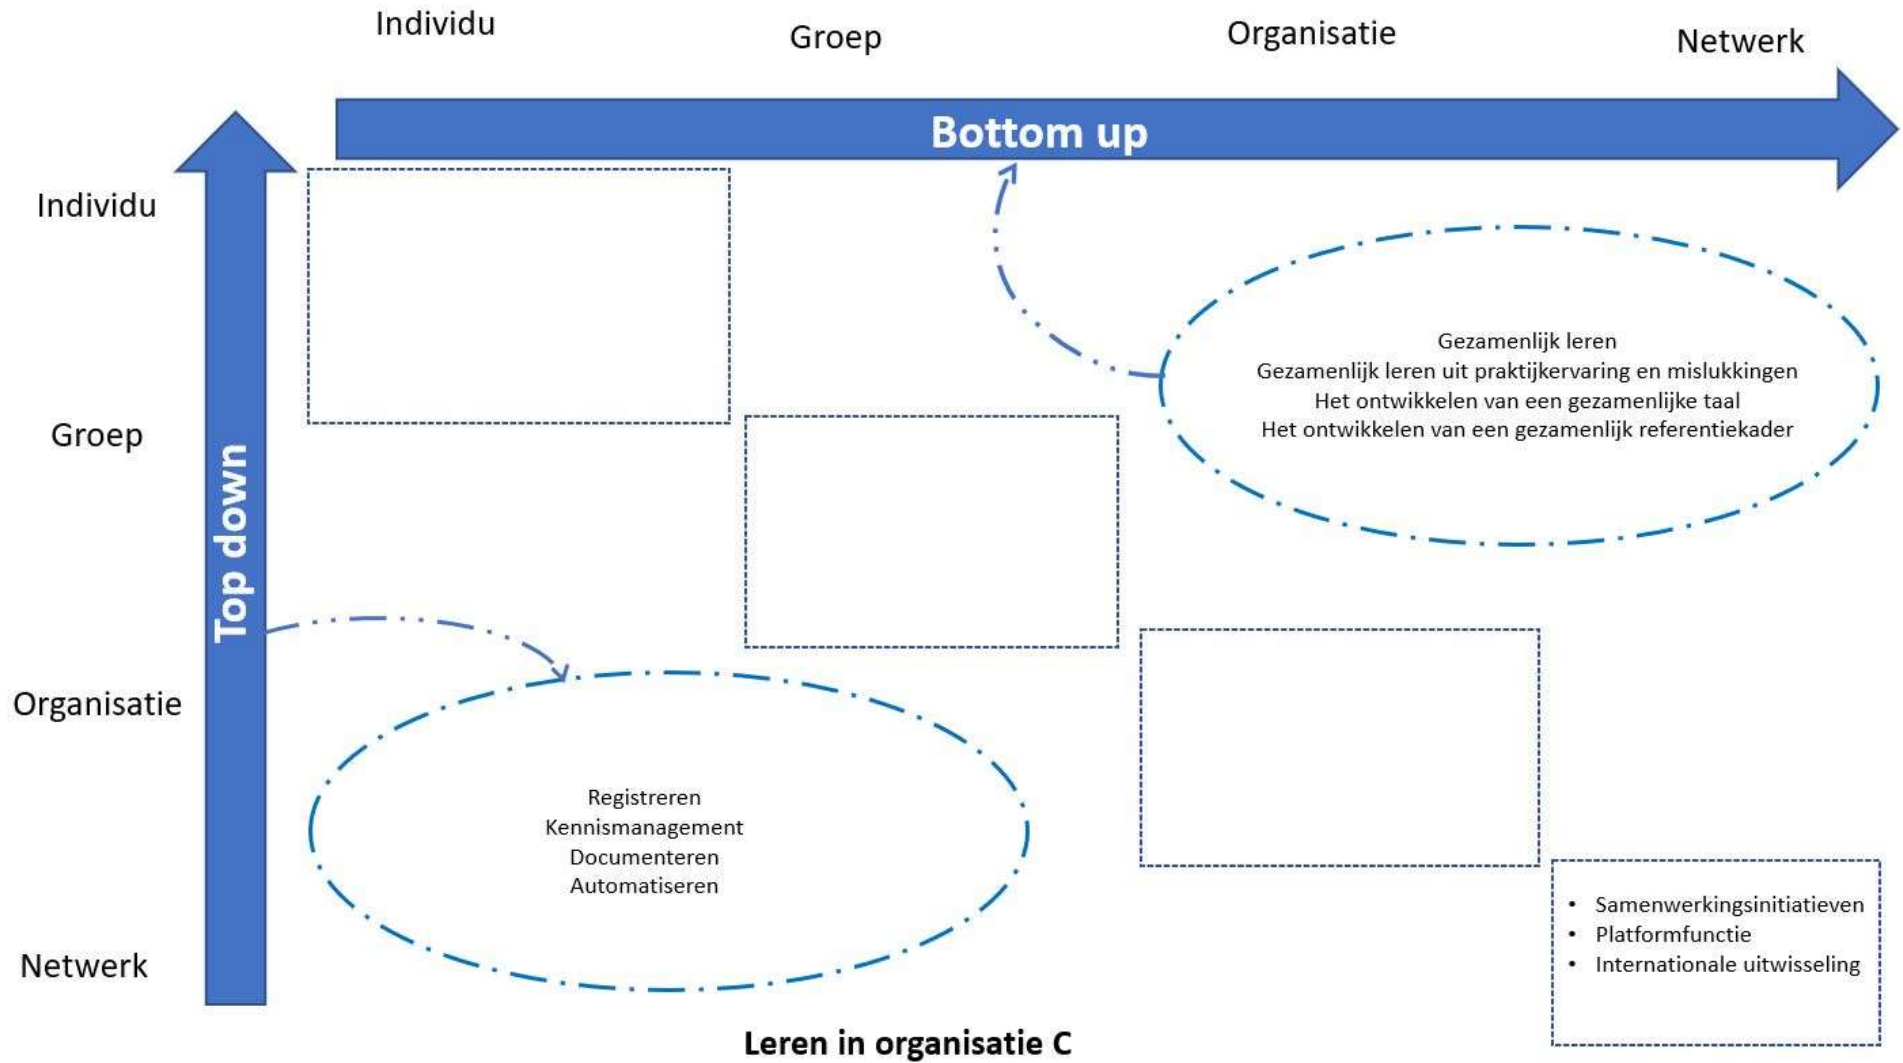 Individu
Groep
Organisatie
Netwerk
Bottom up
Individu
Groep
Organisatie
Netwerk
Top down
Gezamenlijk leren
Gezamenlijk leren uit praktijkervaring en mislukkingen
Het ontwikkelen van een gezamenlijke taal
Het ontwikkelen van een gezamenlijk referentiekader
Registreren
Kennismanagement
Documenteren
Automatiseren
• Samenwerkingsinitiatieven
• Platformfunctie
• Internationale uitwisseling
Leren in organisatie C